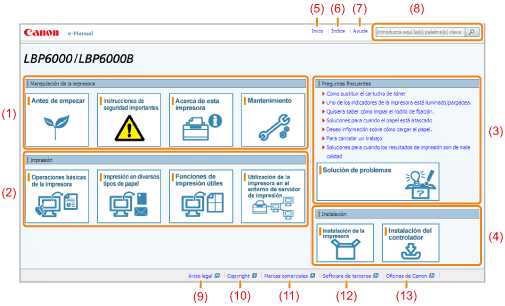 (5) (6) (7) (8)
Canon e-Manual Inicio Índice Ayuda Introduzca aquí la(s) palabra(s) clave
LBP6000/LBP6000B
Manipulación de la impresora
Antes de empezar
Instrucciones de
seguridad importantes
Acerca de esta
impresora
Mantenimiento
(1)
Impresión
Operaciones básicas
de la impresora
Impresión en diversos
tipos de papel
Funciones de
impresión útiles
Utilización de la
impresora en el
entorno de servidor
de impresión
(2)
Preguntas frecuentes
Como sustituir el cartucho de tóner
Uno de los indicadores de la impresora está iluminado/parpadea.
Quisiera saber cómo limpiar el rodillo de fijación.
Soluciones para cuando el papel está atascado
Deseo información sobre cómo cargar el papel.
Para cancelar un trabajo
Soluciones para cuando los resultados de impresión son de mala
calidad
Solución de problemas
(3)
Instalación
Instalación de la
impresora
Instalación del
controlador
(4)
Aviso legal Copyright Marcas comerciales Software de terceros Oficinas de Canon
(9) (10) (11) (12) (13)